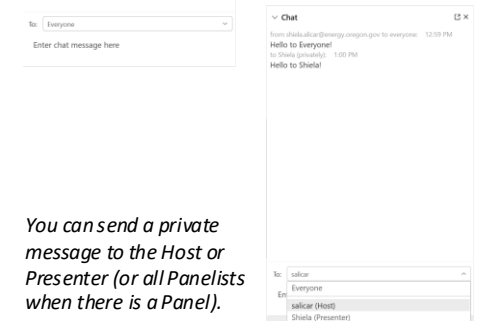 To: Everyone
Enter chat message here
Chat
from shiela.alicar@energy.oregon.gov to everyone: 12:59 PM
Hello to Everyone!
to Shiela (privately): 1:00 PM
Hello to Shiela!
You can send a private
message to the Host or
Presenter (or all Panelists
when there is a Panel).
To: salicar
Everyone
En
salicar (Host)
Shiela (Presenter)